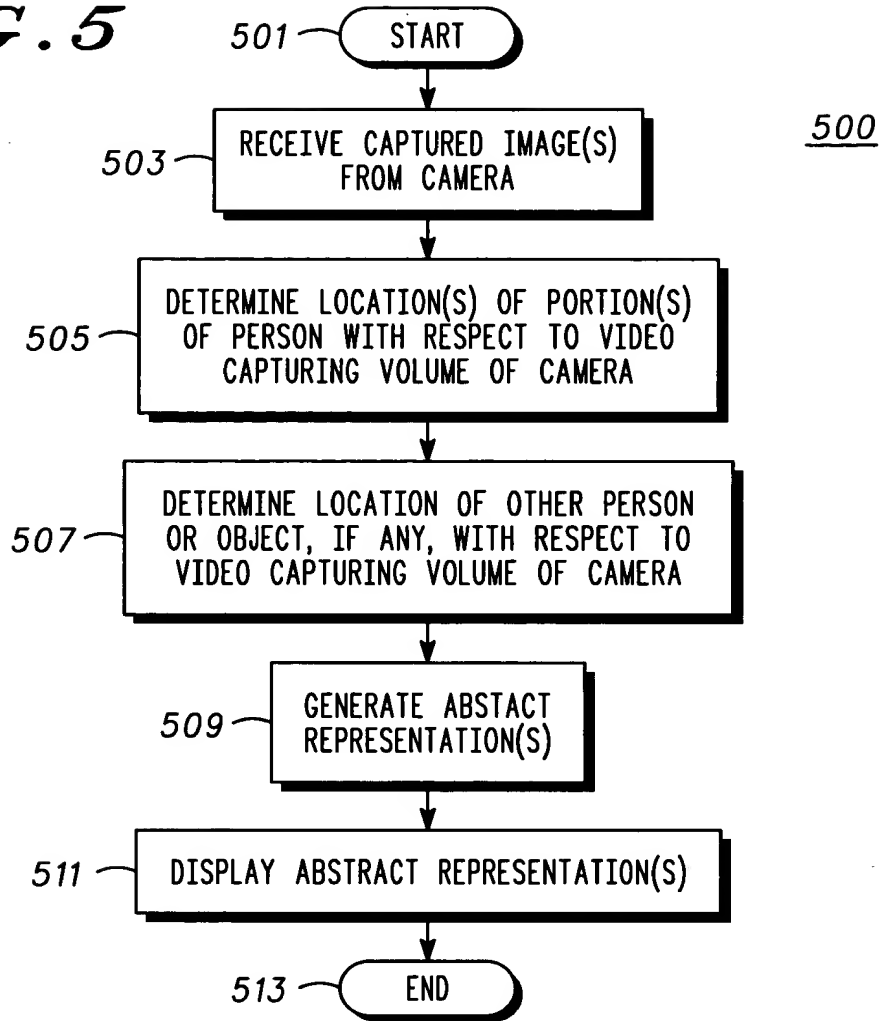 G.5
501
START
500
503
RECEIVE CAPTURED IMAGE(S)
FROM CAMERA
505
DETERMINE LOCATION(S) OF PORTION(S)
OF PERSON WITH RESPECT TO VIDEO
CAPTURING VOLUME OF CAMERA
507
DETERMINE LOCATION OF OTHER PERSON
OR OBJECT, IF ANY, WITH RESPECT TO
VIDEO CAPTURING VOLUME OF CAMERA
509
GENERATE ABSTACT
REPRESENTATION(S)
511
DISPLAY ABSTRACT REPRESENTATION(S)
513
END